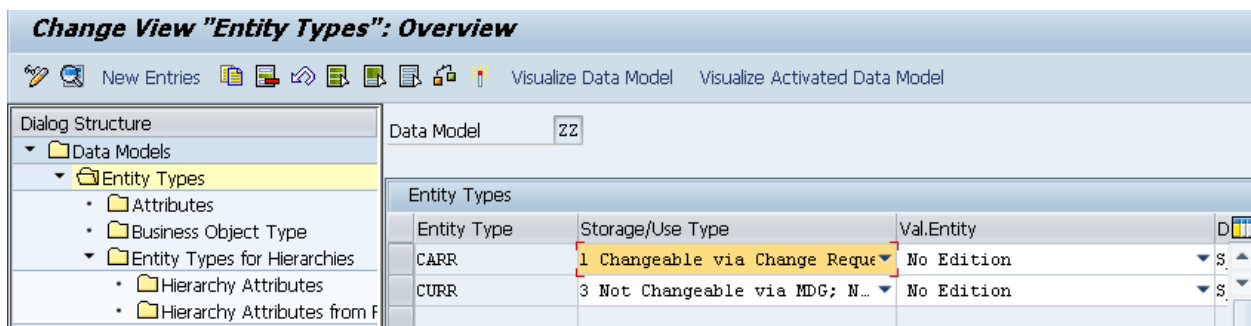 Change View "Entity Types": Overview
New Entries Visualize Data Model Visualize Activated Data Model
Dialog Structure
Data Models
Entity Types
Attributes
Business Object Type
Entity Types for Hierarchies
Hierarchy Attributes
Hierarchy Attributes from F
Data Model ZZ
Entity Types
Entity Type Storage/Use Type Val.Entity D
CARR 1 Changeable via Change Reque No Edition S
CURR 3 Not Changeable via MDG; N… No Edition S